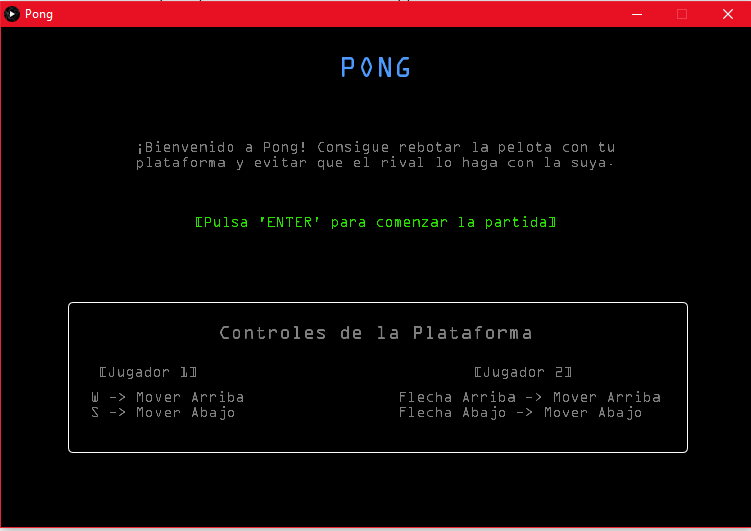 Pong
PONG
¡Bienvenido a Pong! Consigue rebotar la pelota con tu
plataforma y evitar que el rival lo haga con la suya.
[Pulsa 'ENTER' para comenzar la partida]
Controles de la Plataforma
[Jugador 1]
W -> Mover Arriba
S -> Mover Abajo
[Jugador 2]
Flecha Arriba -> Mover Arriba
Flecha Abajo -> Mover Abajo